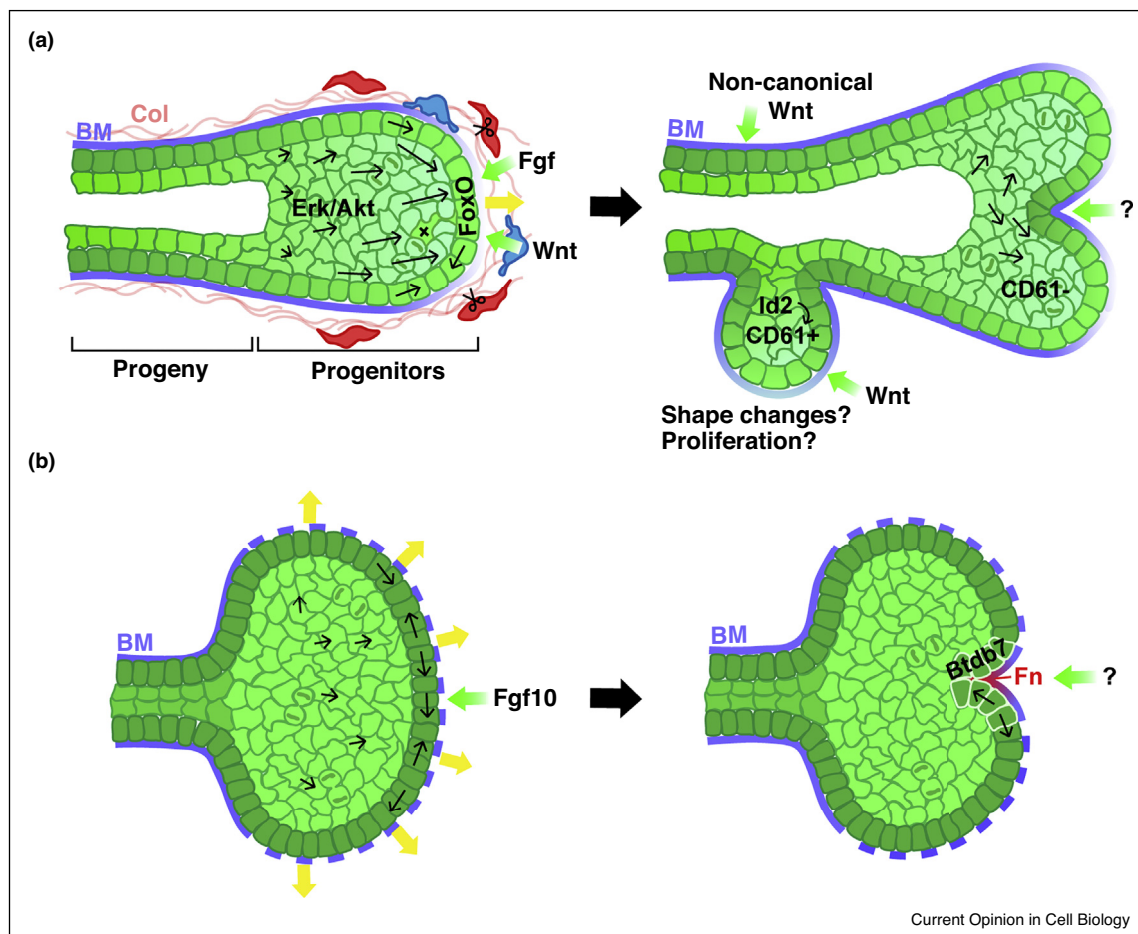 (a)
Col
BM
Erk/Akt
FoxO
Fgf
Wnt
Progeny
Progenitors
Non-canonical
Wnt
BM
?
CD61-
Id2
CD61+
Wnt
Shape changes?
Proliferation?
(b)
BM
Fgf10
BM
Btdb7
Fn
?
Current Opinion in Cell Biology